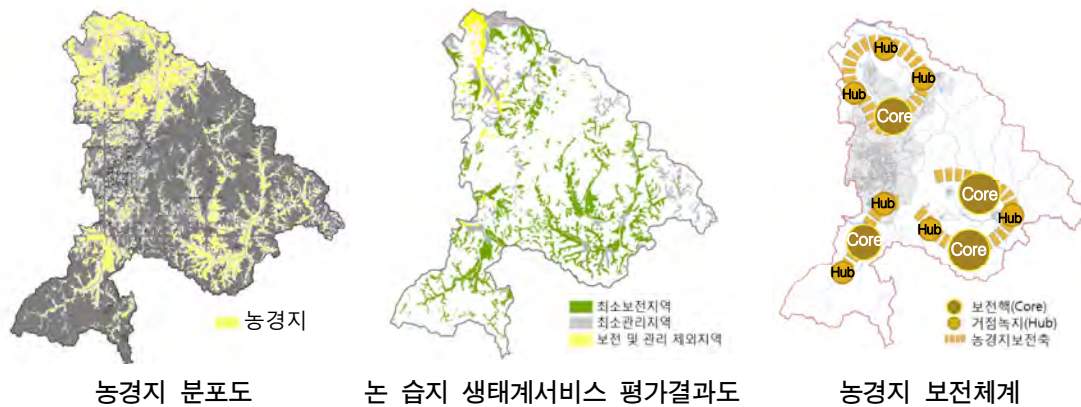 농경지
농경지 분포도
최소보전지역
최소관리지역
보전 및 관리 제외지역
논 습지 생태계서비스 평가결과도
Hub
Hub
Hub
Core
Core
Hub
Hub
Hub
Core
Core
Hub
보전핵(Core)
거점녹지(Hub)
농경지보전축
농경지 보전체계